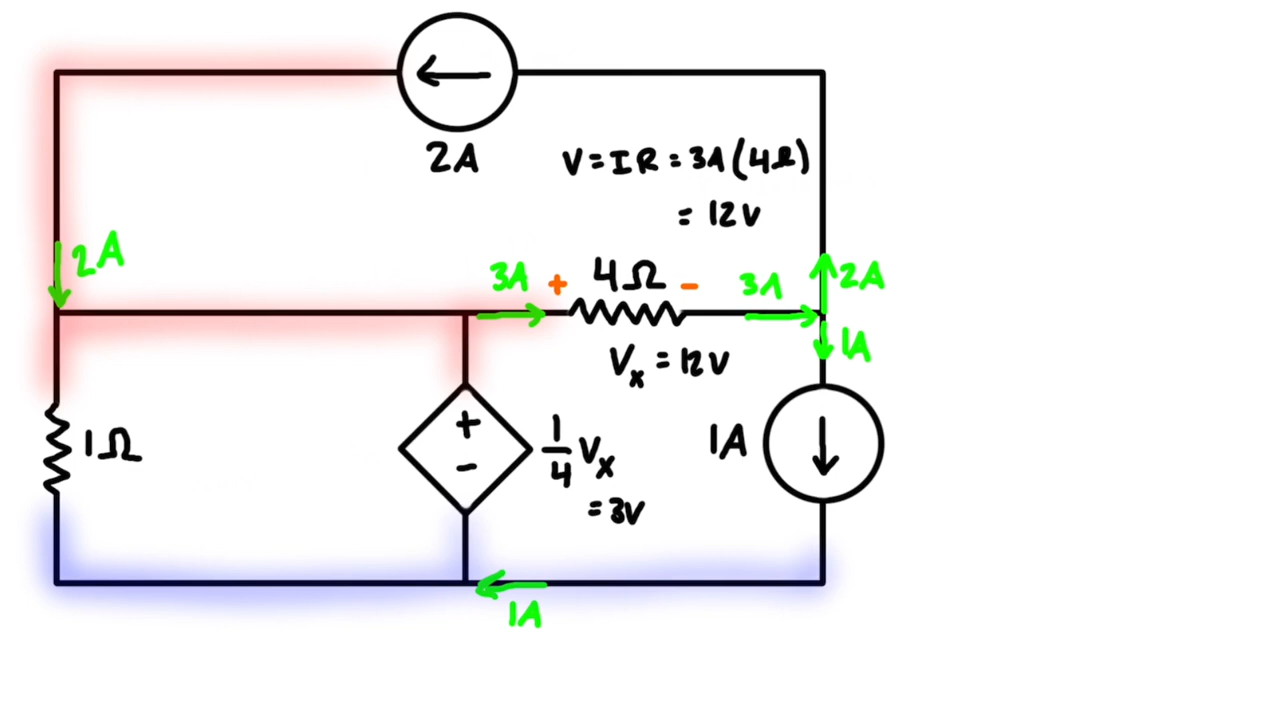 2A
V = IR = 3A(4Ω)
= 12V
2A
3A + 4Ω - 3A 2A
Vx = 12V 1A
1Ω
+
-
1/4 Vx
= 3V
1A
1A